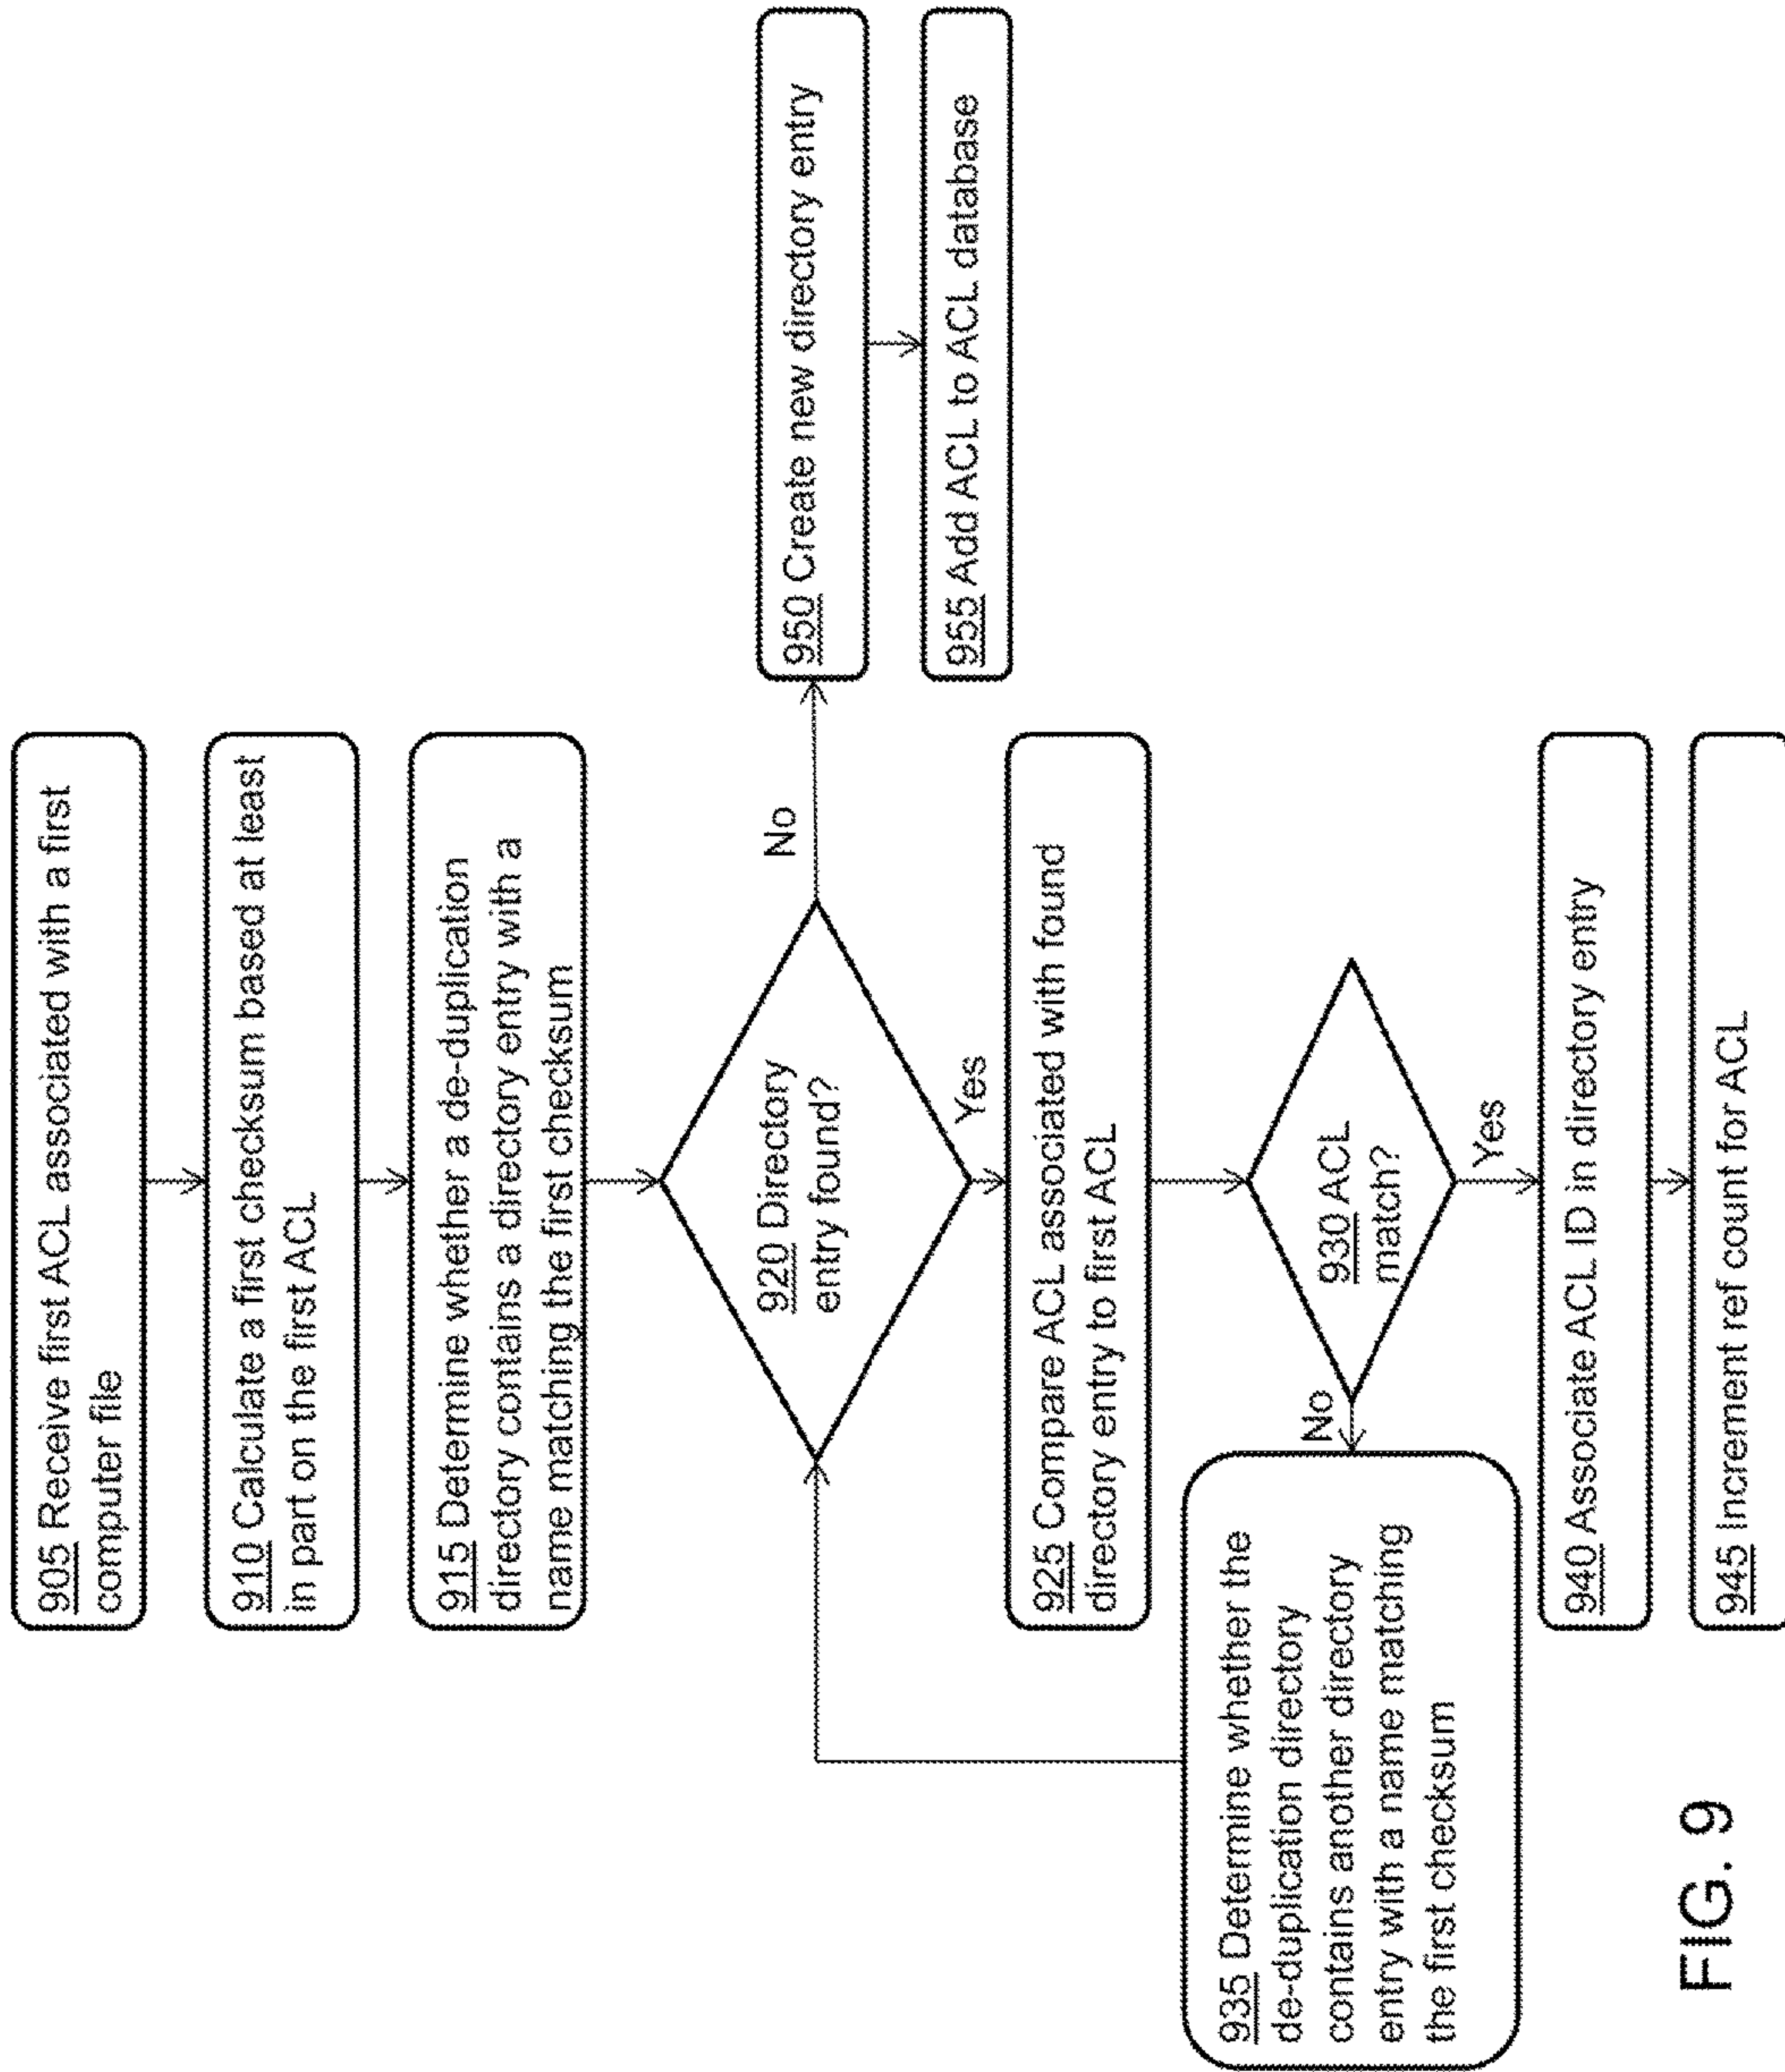 905 Receive first ACL associated with a first
computer file
910 Calculate a first checksum based at least
in part on the first ACL
915 Determine whether a de-duplication
directory contains a directory entry with a
name matching the first checksum
920 Directory
entry found?
No
950 Create new directory entry
955 Add ACL to ACL database
Yes
925 Compare ACL associated with found
directory entry to first ACL
930 ACL
match?
No
935 Determine whether the
de-duplication directory
contains another directory
entry with a name matching
the first checksum
Yes
940 Associate ACL ID in directory entry
945 Increment ref count for ACL
FIG. 9